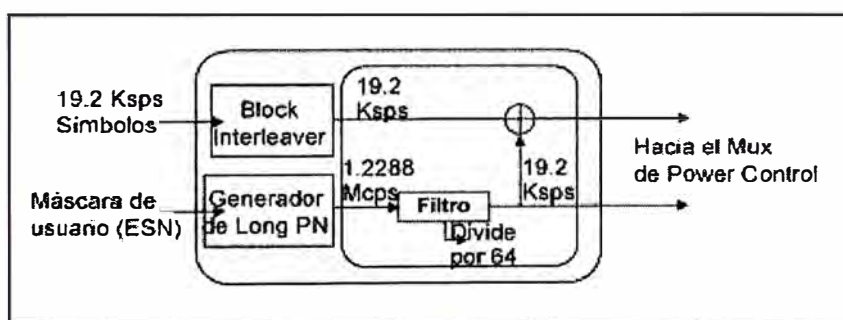 19.2 Ksps
Símbolos
Block
Interleaver
19.2
Ksps
Máscara de
usuario (ESN)
Generador
de Long PN
1.2288
Mcps
Filtro
Divide
por 64
19.2
Ksps
Hacia el Mux
de Power Control